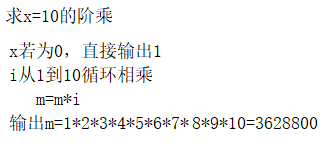 求x=10的阶乘
x若为0，直接输出1
i从1到10循环相乘
m=m*i
输出m=1*2*3*4*5*6*7*8*9*10=3628800